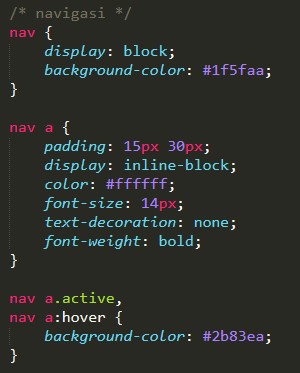 /* navigasi */
nav {
    display: block;
    background-color: #1f5faa;
}

nav a {
    padding: 15px 30px;
    display: inline-block;
    color: #ffffff;
    font-size: 14px;
    text-decoration: none;
    font-weight: bold;
}

nav a.active,
nav a:hover {
    background-color: #2b83ea;
}